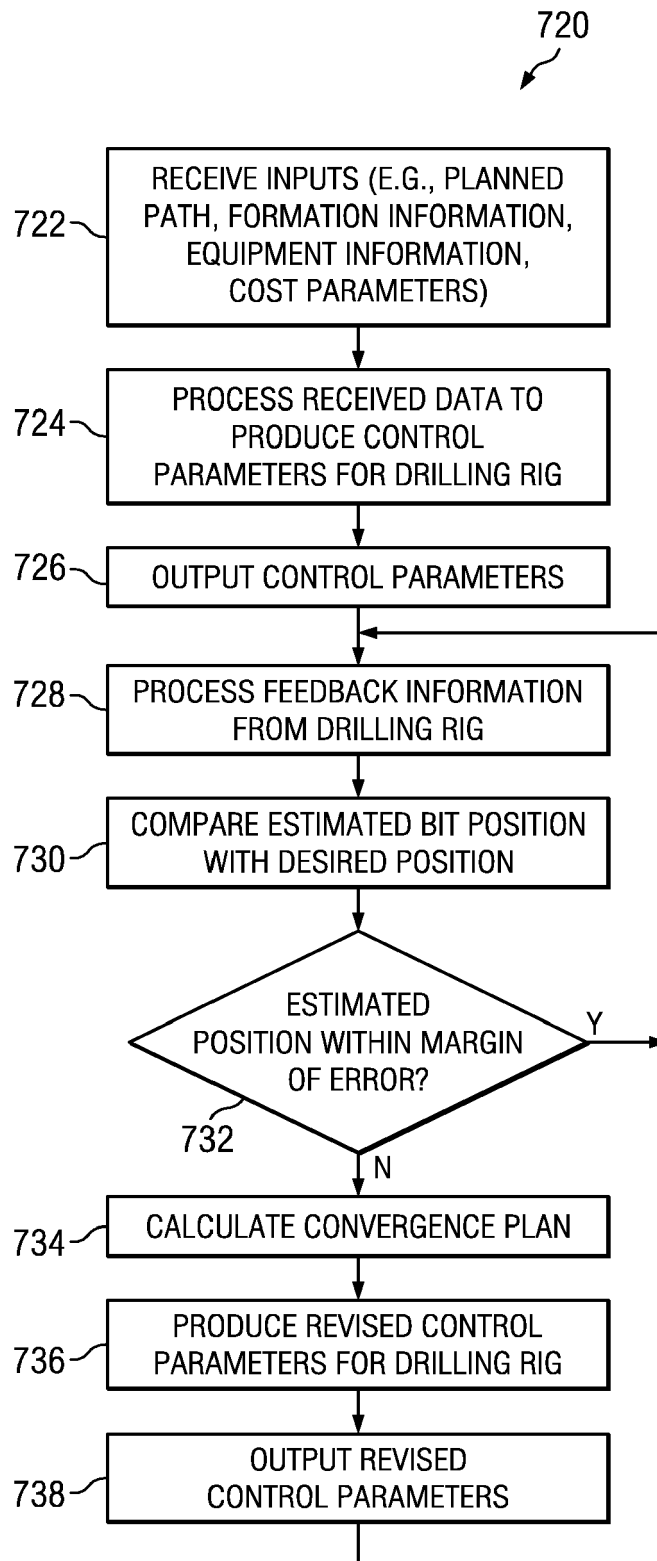 720
722
RECEIVE INPUTS (E.G., PLANNED
PATH, FORMATION INFORMATION,
EQUIPMENT INFORMATION,
COST PARAMETERS)
724
PROCESS RECEIVED DATA TO
PRODUCE CONTROL
PARAMETERS FOR DRILLING RIG
726
OUTPUT CONTROL PARAMETERS
728
PROCESS FEEDBACK INFORMATION
FROM DRILLING RIG
730
COMPARE ESTIMATED BIT POSITION
WITH DESIRED POSITION
ESTIMATED
POSITION WITHIN MARGIN
OF ERROR?
Y
732
N
734
CALCULATE CONVERGENCE PLAN
736
PRODUCE REVISED CONTROL
PARAMETERS FOR DRILLING RIG
738
OUTPUT REVISED
CONTROL PARAMETERS